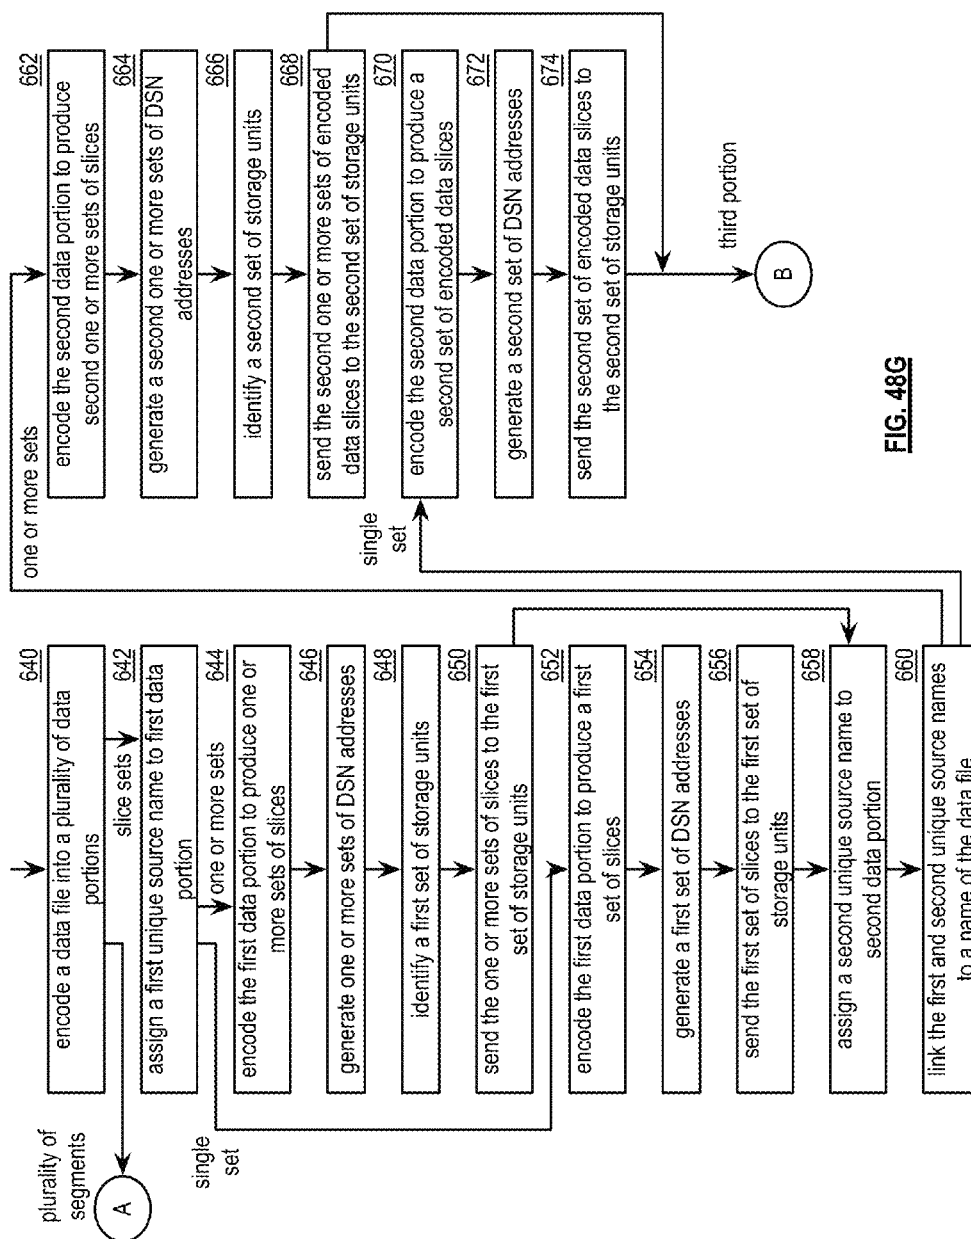 640
encode a data file into a plurality of data
portions
plurality of
segments
A
slice sets
642
assign a first unique source name to first data
portion
single
set
one or more sets
644
encode the first data portion to produce one or
more sets of slices
646
generate one or more sets of DSN addresses
648
identify a first set of storage units
650
send the one or more sets of slices to the first
set of storage units
652
encode the first data portion to produce a first
set of slices
654
generate a first set of DSN addresses
656
send the first set of slices to the first set of
storage units
658
assign a second unique source name to
second data portion
660
link the first and second unique source names
to a name of the data file
one or more sets
662
encode the second data portion to produce
second one or more sets of slices
664
generate a second one or more sets of DSN
addresses
666
identify a second set of storage units
668
send the second one or more sets of encoded
data slices to the second set of storage units
single
set
670
encode the second data portion to produce a
second set of encoded data slices
672
generate a second set of DSN addresses
674
send the second set of encoded data slices to
the second set of storage units
third portion
B
FIG. 48G